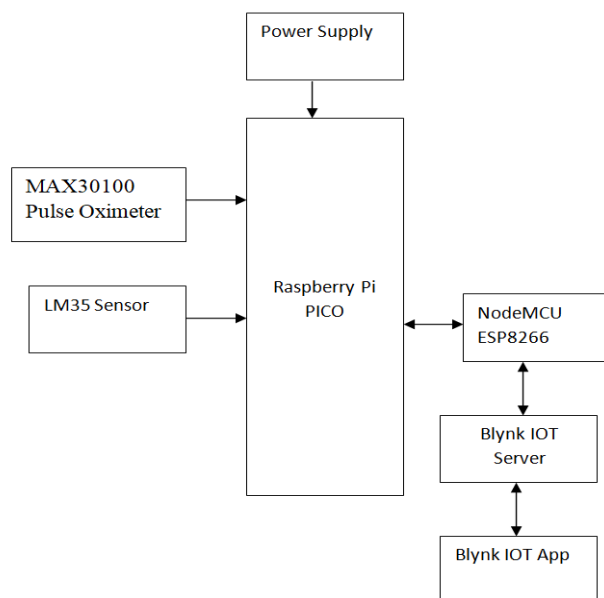 Power Supply
MAX30100
Pulse Oximeter
LM35 Sensor
Raspberry Pi
PICO
NodeMCU
ESP8266
Blynk IOT
Server
Blynk IOT App